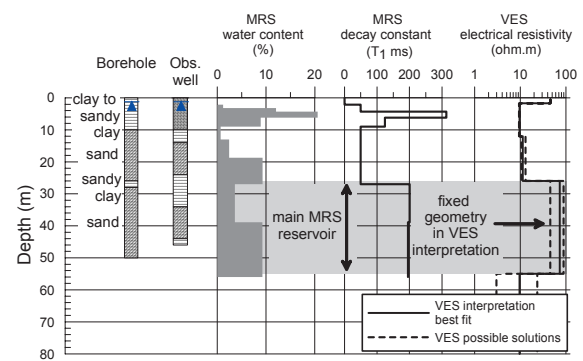 MRS
water content
(%)
MRS
decay constant
(T1 ms)
VES
electrical resistivity
(ohm.m)
Borehole
Obs.
well
0 10 20
0 100 200 300
1 10 100
Depth (m)
0
10
20
30
40
50
60
70
80
clay to
sandy
clay
sand
sandy
clay
sand
main MRS
reservoir
fixed
geometry
in VES
interpretation
VES interpretation
best fit
VES possible solutions